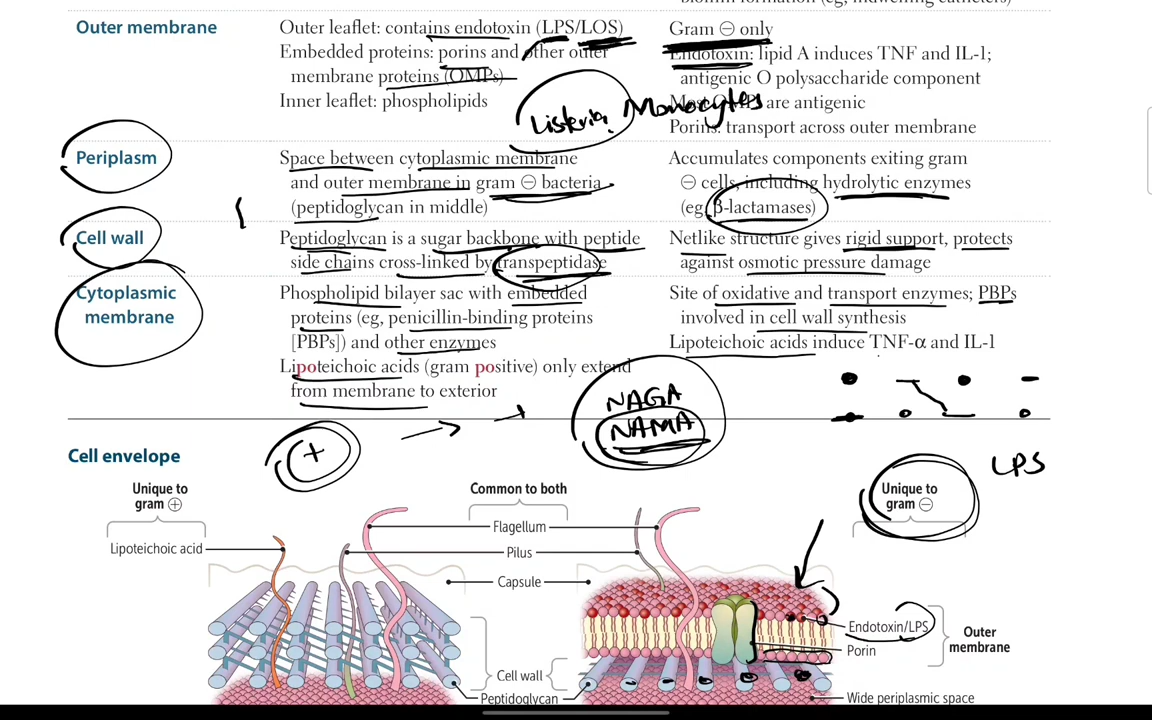 Outer membrane
Outer leaflet: contains endotoxin (LPS/LOS)
Embedded proteins: porins and other outer
membrane proteins (OMPs)
Inner leaflet: phospholipids
Gram ⊖ only
Endotoxin: lipid A induces TNF and IL-1;
antigenic O polysaccharide component
are antigenic
Porins: transport across outer membrane
Listeria Monocytes
Periplasm
Space between cytoplasmic membrane
and outer membrane in gram ⊖ bacteria
(peptidoglycan in middle)
Accumulates components exiting gram
⊖ cells, including hydrolytic enzymes
(eg, β-lactamases)
Cell wall
Peptidoglycan is a sugar backbone with peptide
side chains cross-linked by transpeptidase
Netlike structure gives rigid support, protects
against osmotic pressure damage
Cytoplasmic
membrane
Phospholipid bilayer sac with embedded
proteins (eg, penicillin-binding proteins
[PBPs]) and other enzymes
Lipoteichoic acids (gram positive) only extend
from membrane to exterior
Site of oxidative and transport enzymes; PBPs
involved in cell wall synthesis
Lipoteichoic acids induce TNF-α and IL-1
NAGA
NAMA
+
LPS
Cell envelope
Unique to
gram ⊕
Common to both
Unique to
gram ⊖
Lipoteichoic acid
Flagellum
Pilus
Capsule
Endotoxin/LPS
Porin
Outer
membrane
Cell wall
Peptidoglycan
Wide periplasmic space